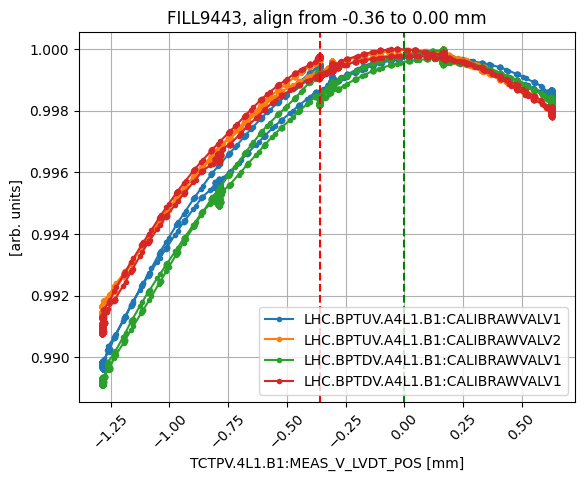 FILL9443, align from -0.36 to 0.00 mm
1.000
0.998
0.996
0.994
0.992
0.990
[arb. units]
LHC.BPTUV.A4L1.B1:CALIBRAWVALV1
LHC.BPTUV.A4L1.B1:CALIBRAWVALV2
LHC.BPTDV.A4L1.B1:CALIBRAWVALV1
LHC.BPTDV.A4L1.B1:CALIBRAWVALV1
−1.25 −1.00 −0.75 −0.50 −0.25 0.00 0.25 0.50
TCTPV.4L1.B1:MEAS_V_LVDT_POS [mm]